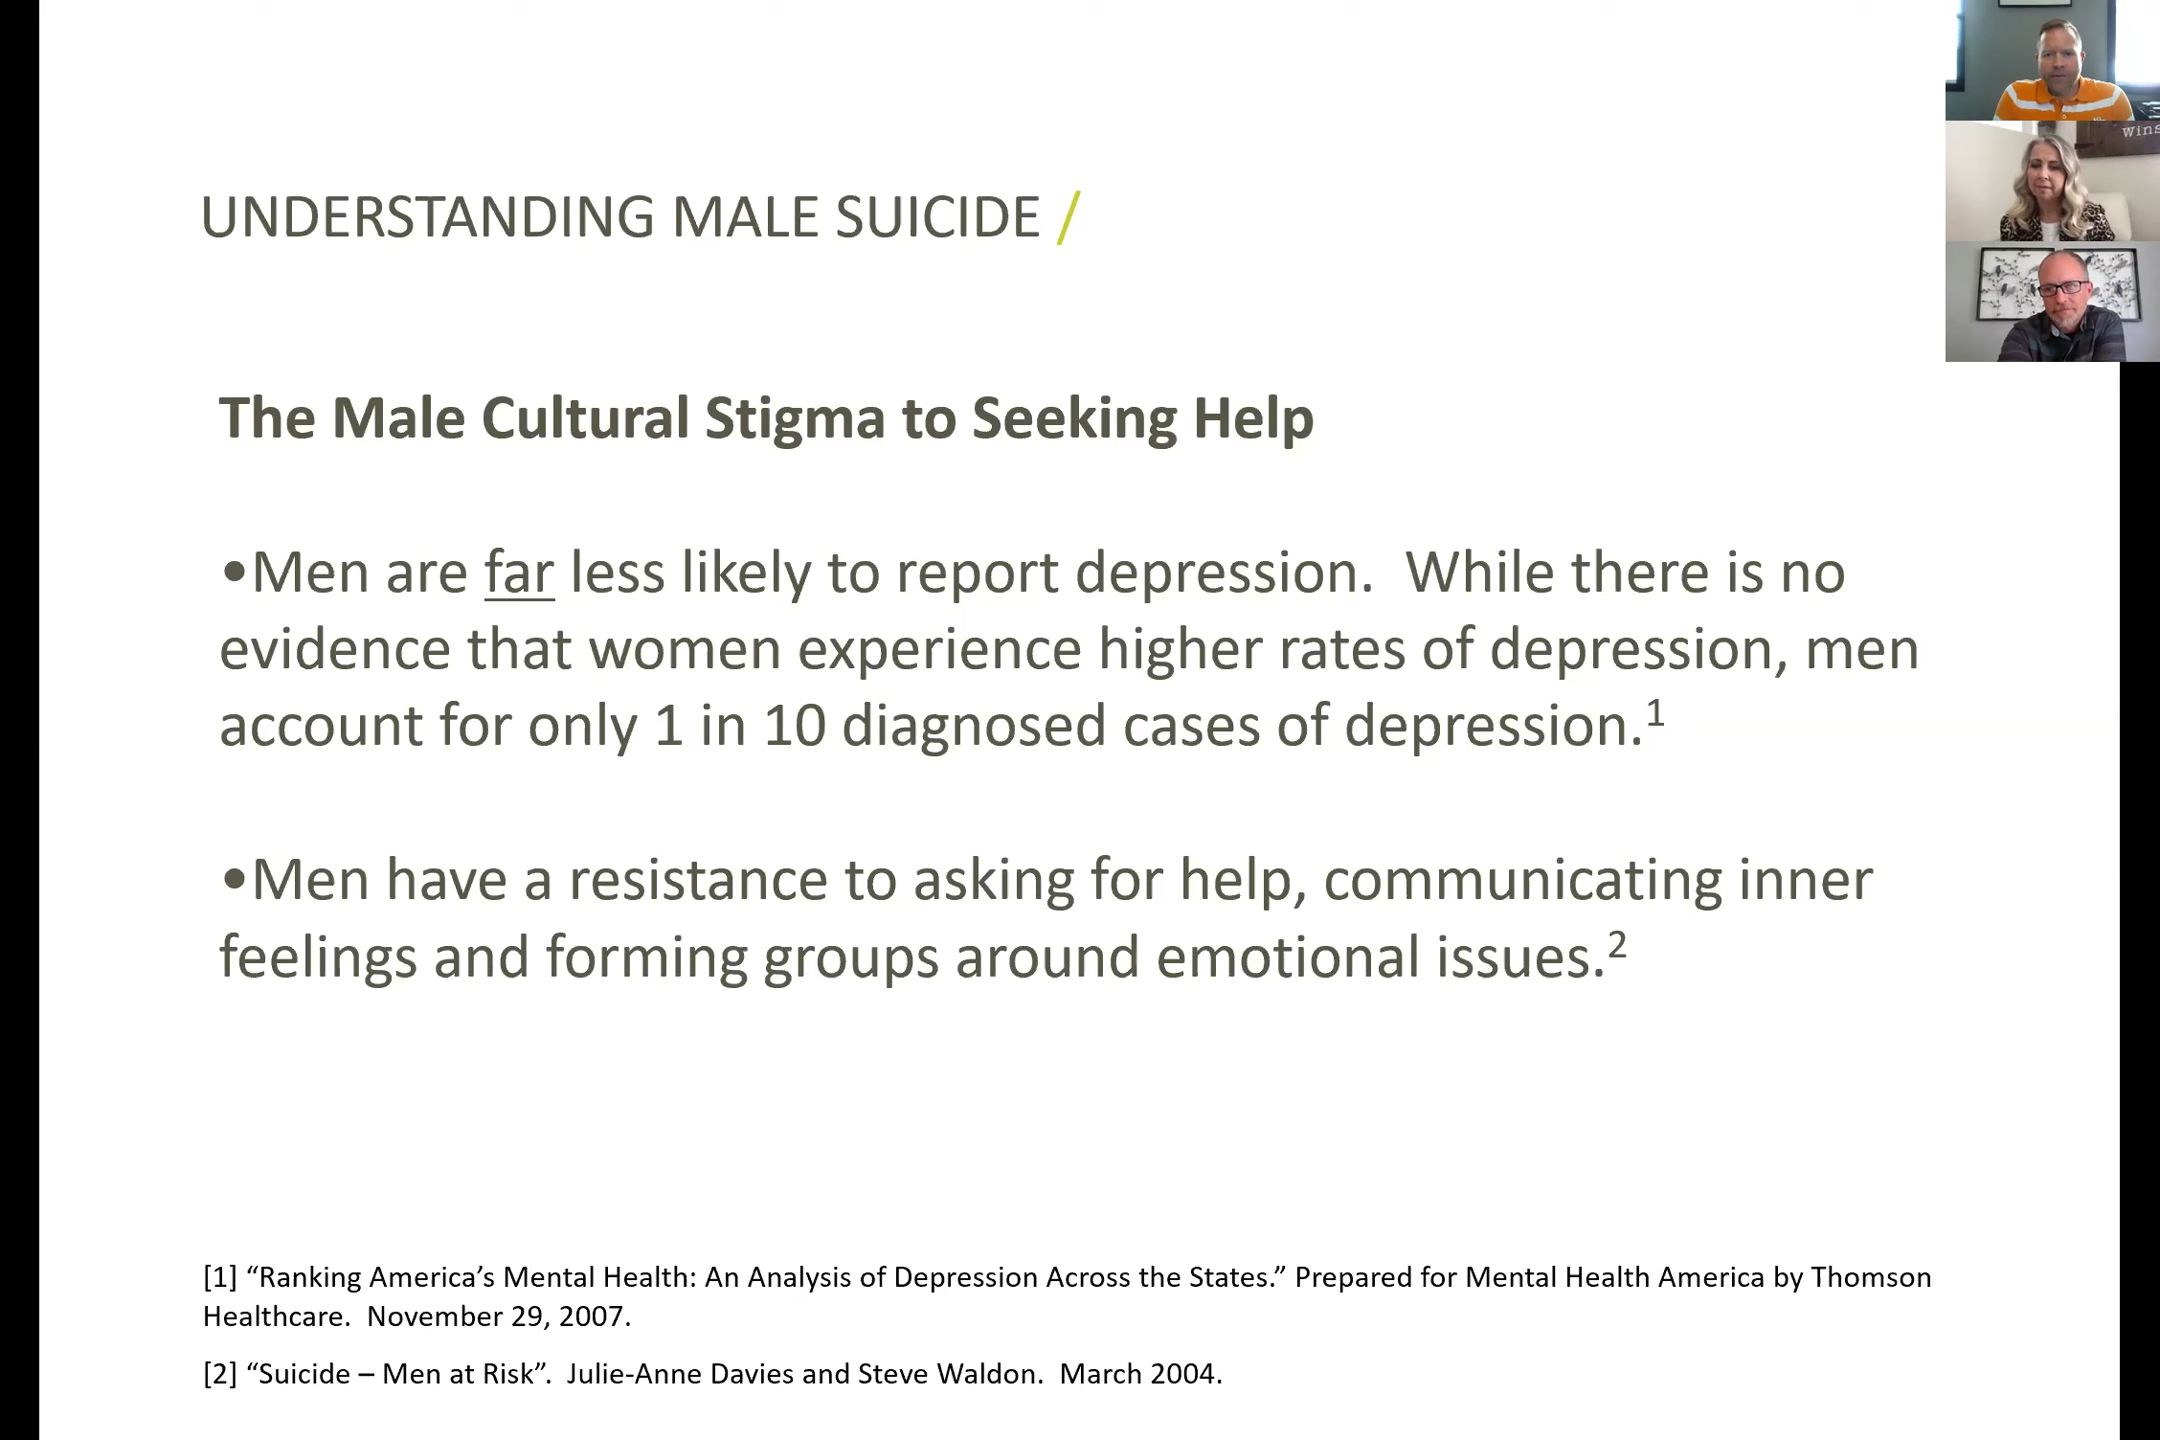 Wins
UNDERSTANDING MALE SUICIDE /
The Male Cultural Stigma to Seeking Help
•Men are far less likely to report depression.  While there is no
evidence that women experience higher rates of depression, men
account for only 1 in 10 diagnosed cases of depression.¹
•Men have a resistance to asking for help, communicating inner
feelings and forming groups around emotional issues.²
[1] “Ranking America’s Mental Health: An Analysis of Depression Across the States.” Prepared for Mental Health America by Thomson
Healthcare.  November 29, 2007.
[2] “Suicide – Men at Risk”.  Julie-Anne Davies and Steve Waldon.  March 2004.